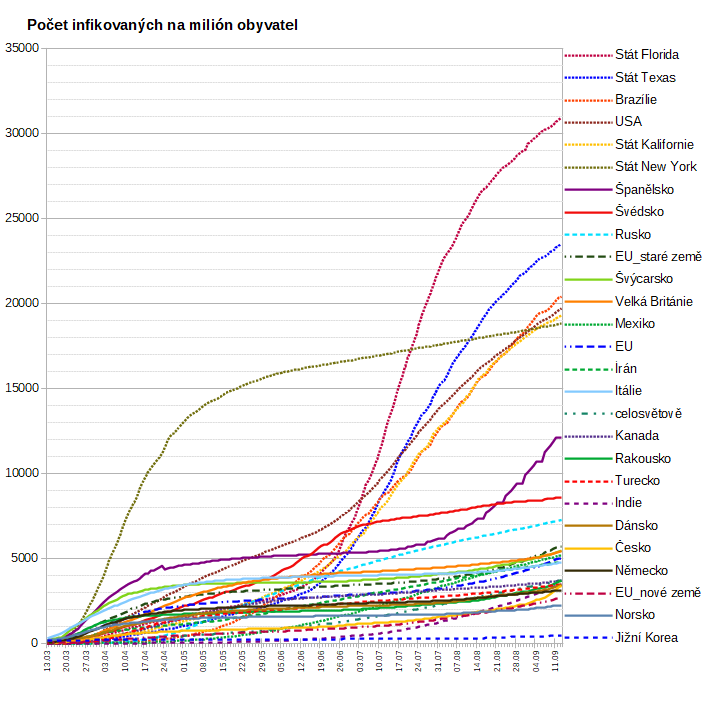 Počet infikovaných na milión obyvatel
35000
30000
25000
20000
15000
10000
5000
0
13.03
20.03
27.03
03.04
10.04
17.04
24.04
01.05
08.05
15.05
22.05
29.05
05.06
12.06
19.06
26.06
03.07
10.07
17.07
24.07
31.07
07.08
14.08
21.08
28.08
04.09
11.09
Stát Florida
Stát Texas
Brazílie
USA
Stát Kalifornie
Stát New York
Španělsko
Švédsko
Rusko
EU_staré země
Švýcarsko
Velká Británie
Mexiko
EU
Írán
Itálie
celosvětově
Kanada
Rakousko
Turecko
Indie
Dánsko
Česko
Německo
EU_nové země
Norsko
Jižní Korea